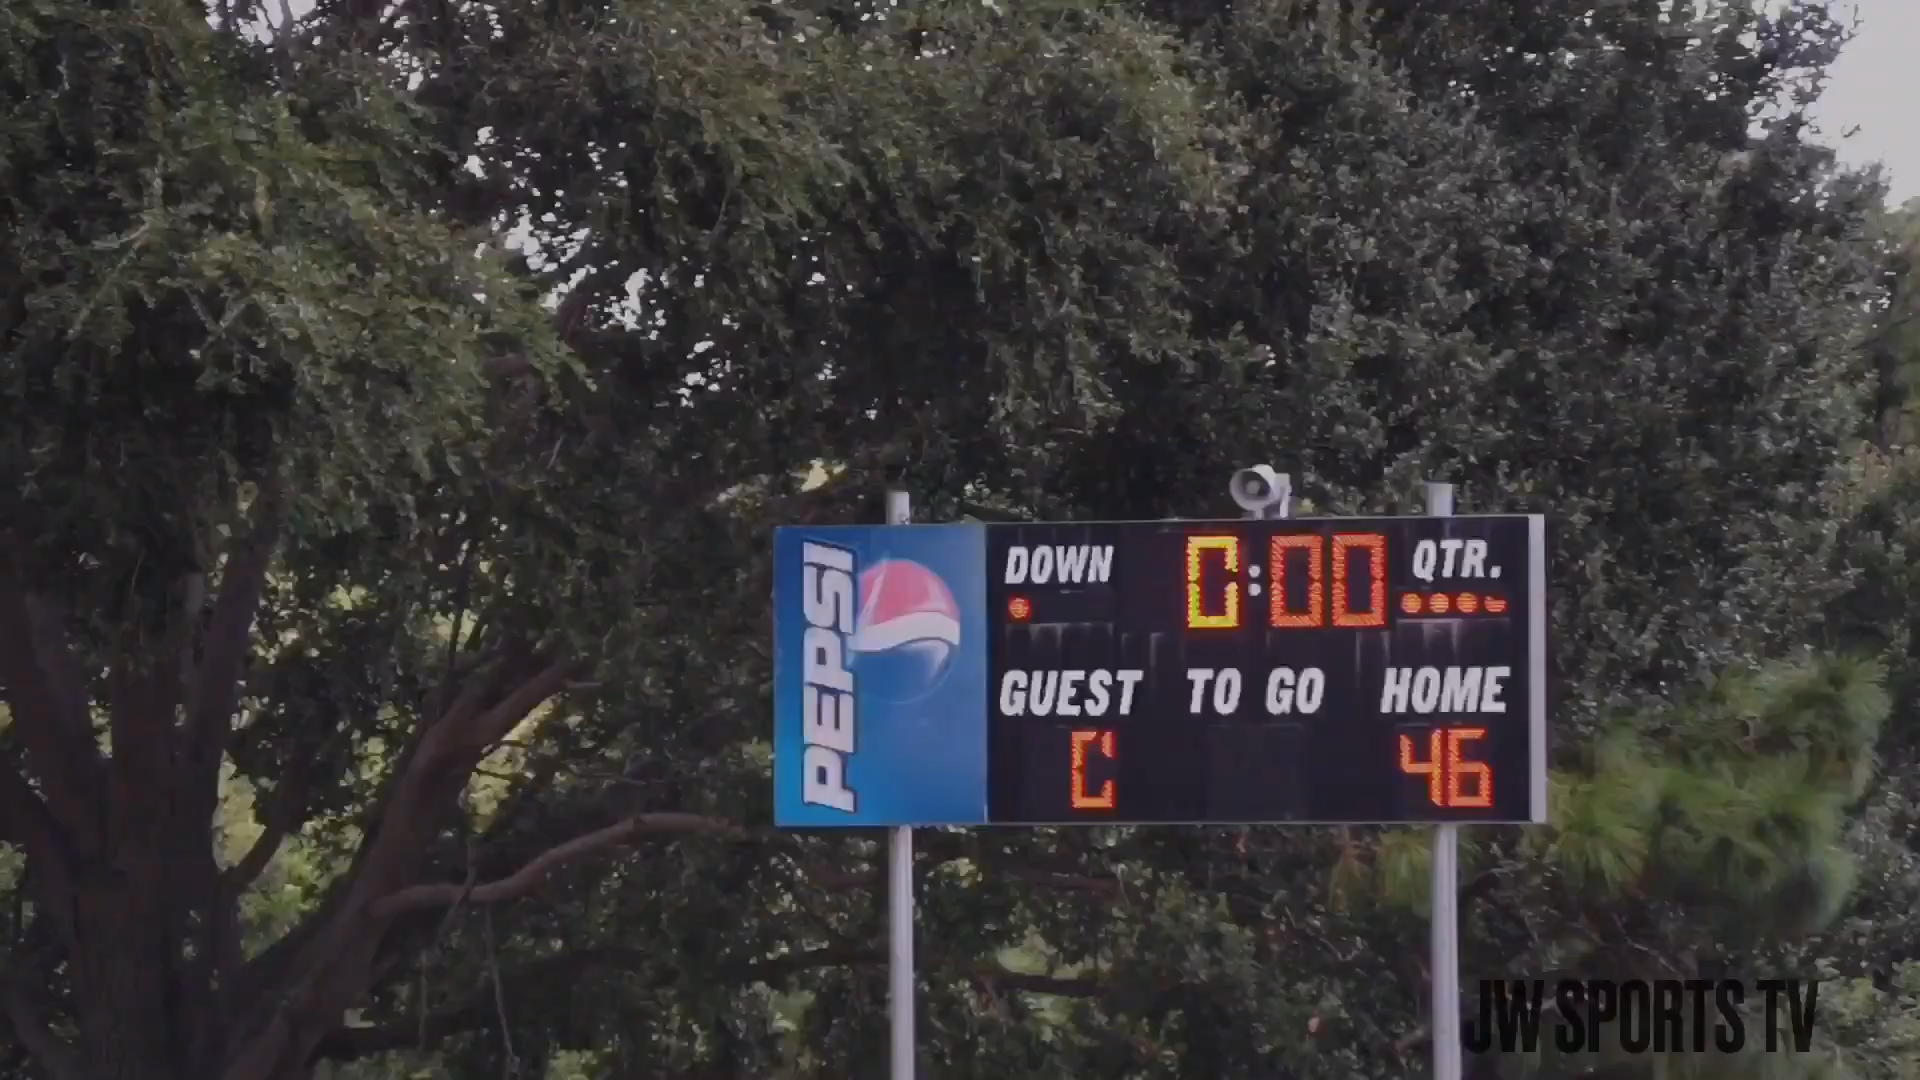 PEPSI
DOWN 0:00 QTR.
GUEST TO GO HOME
0 46
JW SPORTS TV